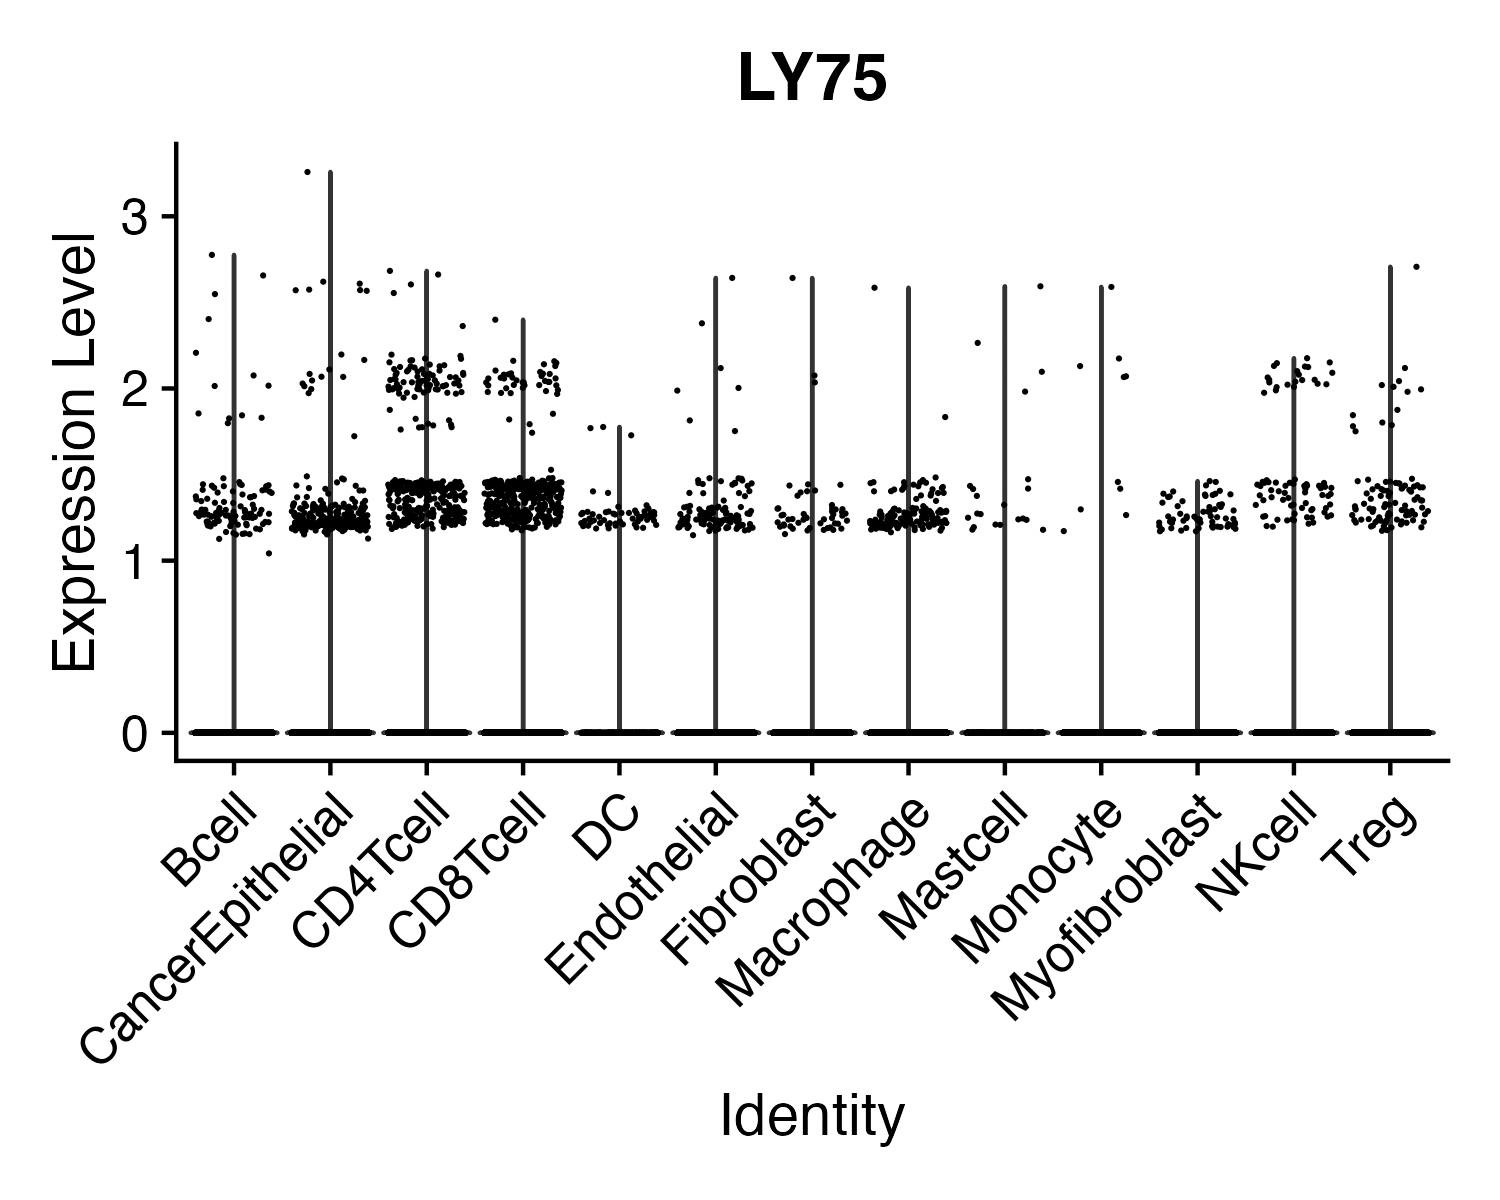 LY75
Expression Level
3
2
1
0
Bcell
CancerEpithelial
CD4Tcell
CD8Tcell
DC
Endothelial
Fibroblast
Macrophage
Mastcell
Monocyte
Myofibroblast
NKcell
Treg
Identity